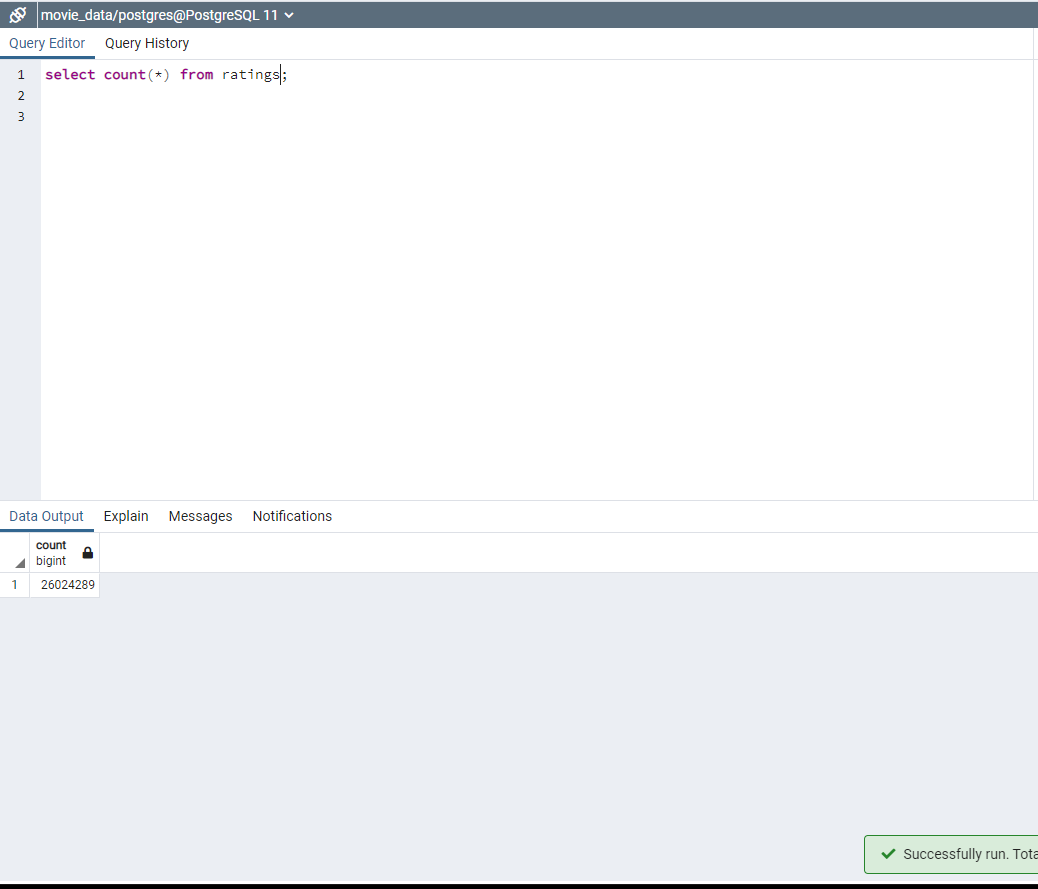 movie_data/postgres@PostgreSQL 11
Query Editor Query History
1 select count(*) from ratings;
2
3
Data Output Explain Messages Notifications
count
bigint
1 26024289
Successfully run. Tota